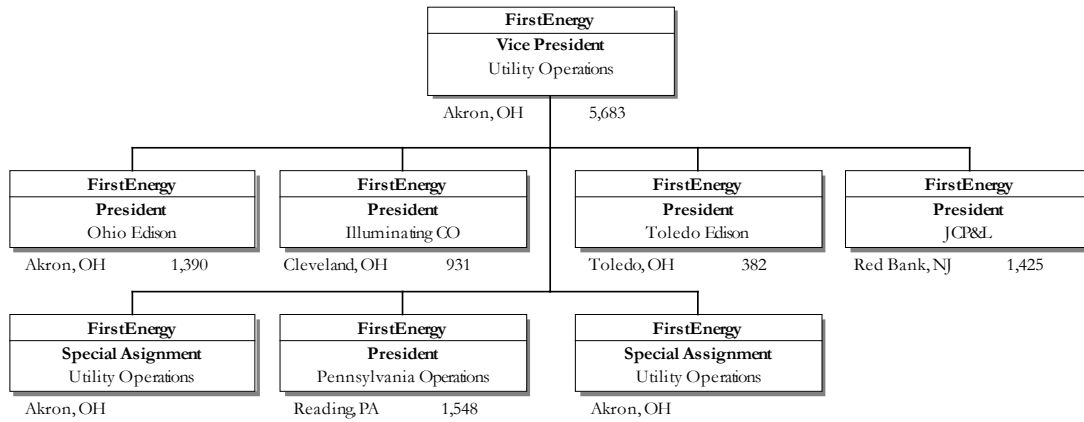 FirstEnergy
Vice President
Utility Operations
Akron, OH 5,683
FirstEnergy
President
Ohio Edison
Akron, OH 1,390
FirstEnergy
President
Illuminating CO
Cleveland, OH 931
FirstEnergy
President
Toledo Edison
Toledo, OH 382
FirstEnergy
President
JCP&L
Red Bank, NJ 1,425
FirstEnergy
Special Asignment
Utility Operations
Akron, OH
FirstEnergy
President
Pennsylvania Operations
Reading, PA 1,548
FirstEnergy
Special Assignment
Utility Operations
Akron, OH